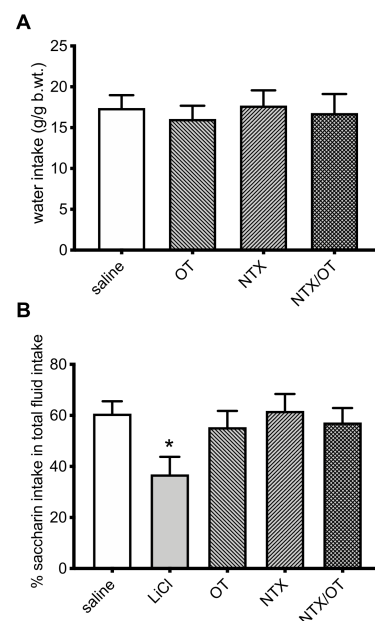 A
water intake (g/g b.wt.)
25
20
15
10
5
0
saline
OT
NTX
NTX/OT
B
% saccharin intake in total fluid intake
80
60
40
20
0
*
saline
LiCl
OT
NTX
NTX/OT